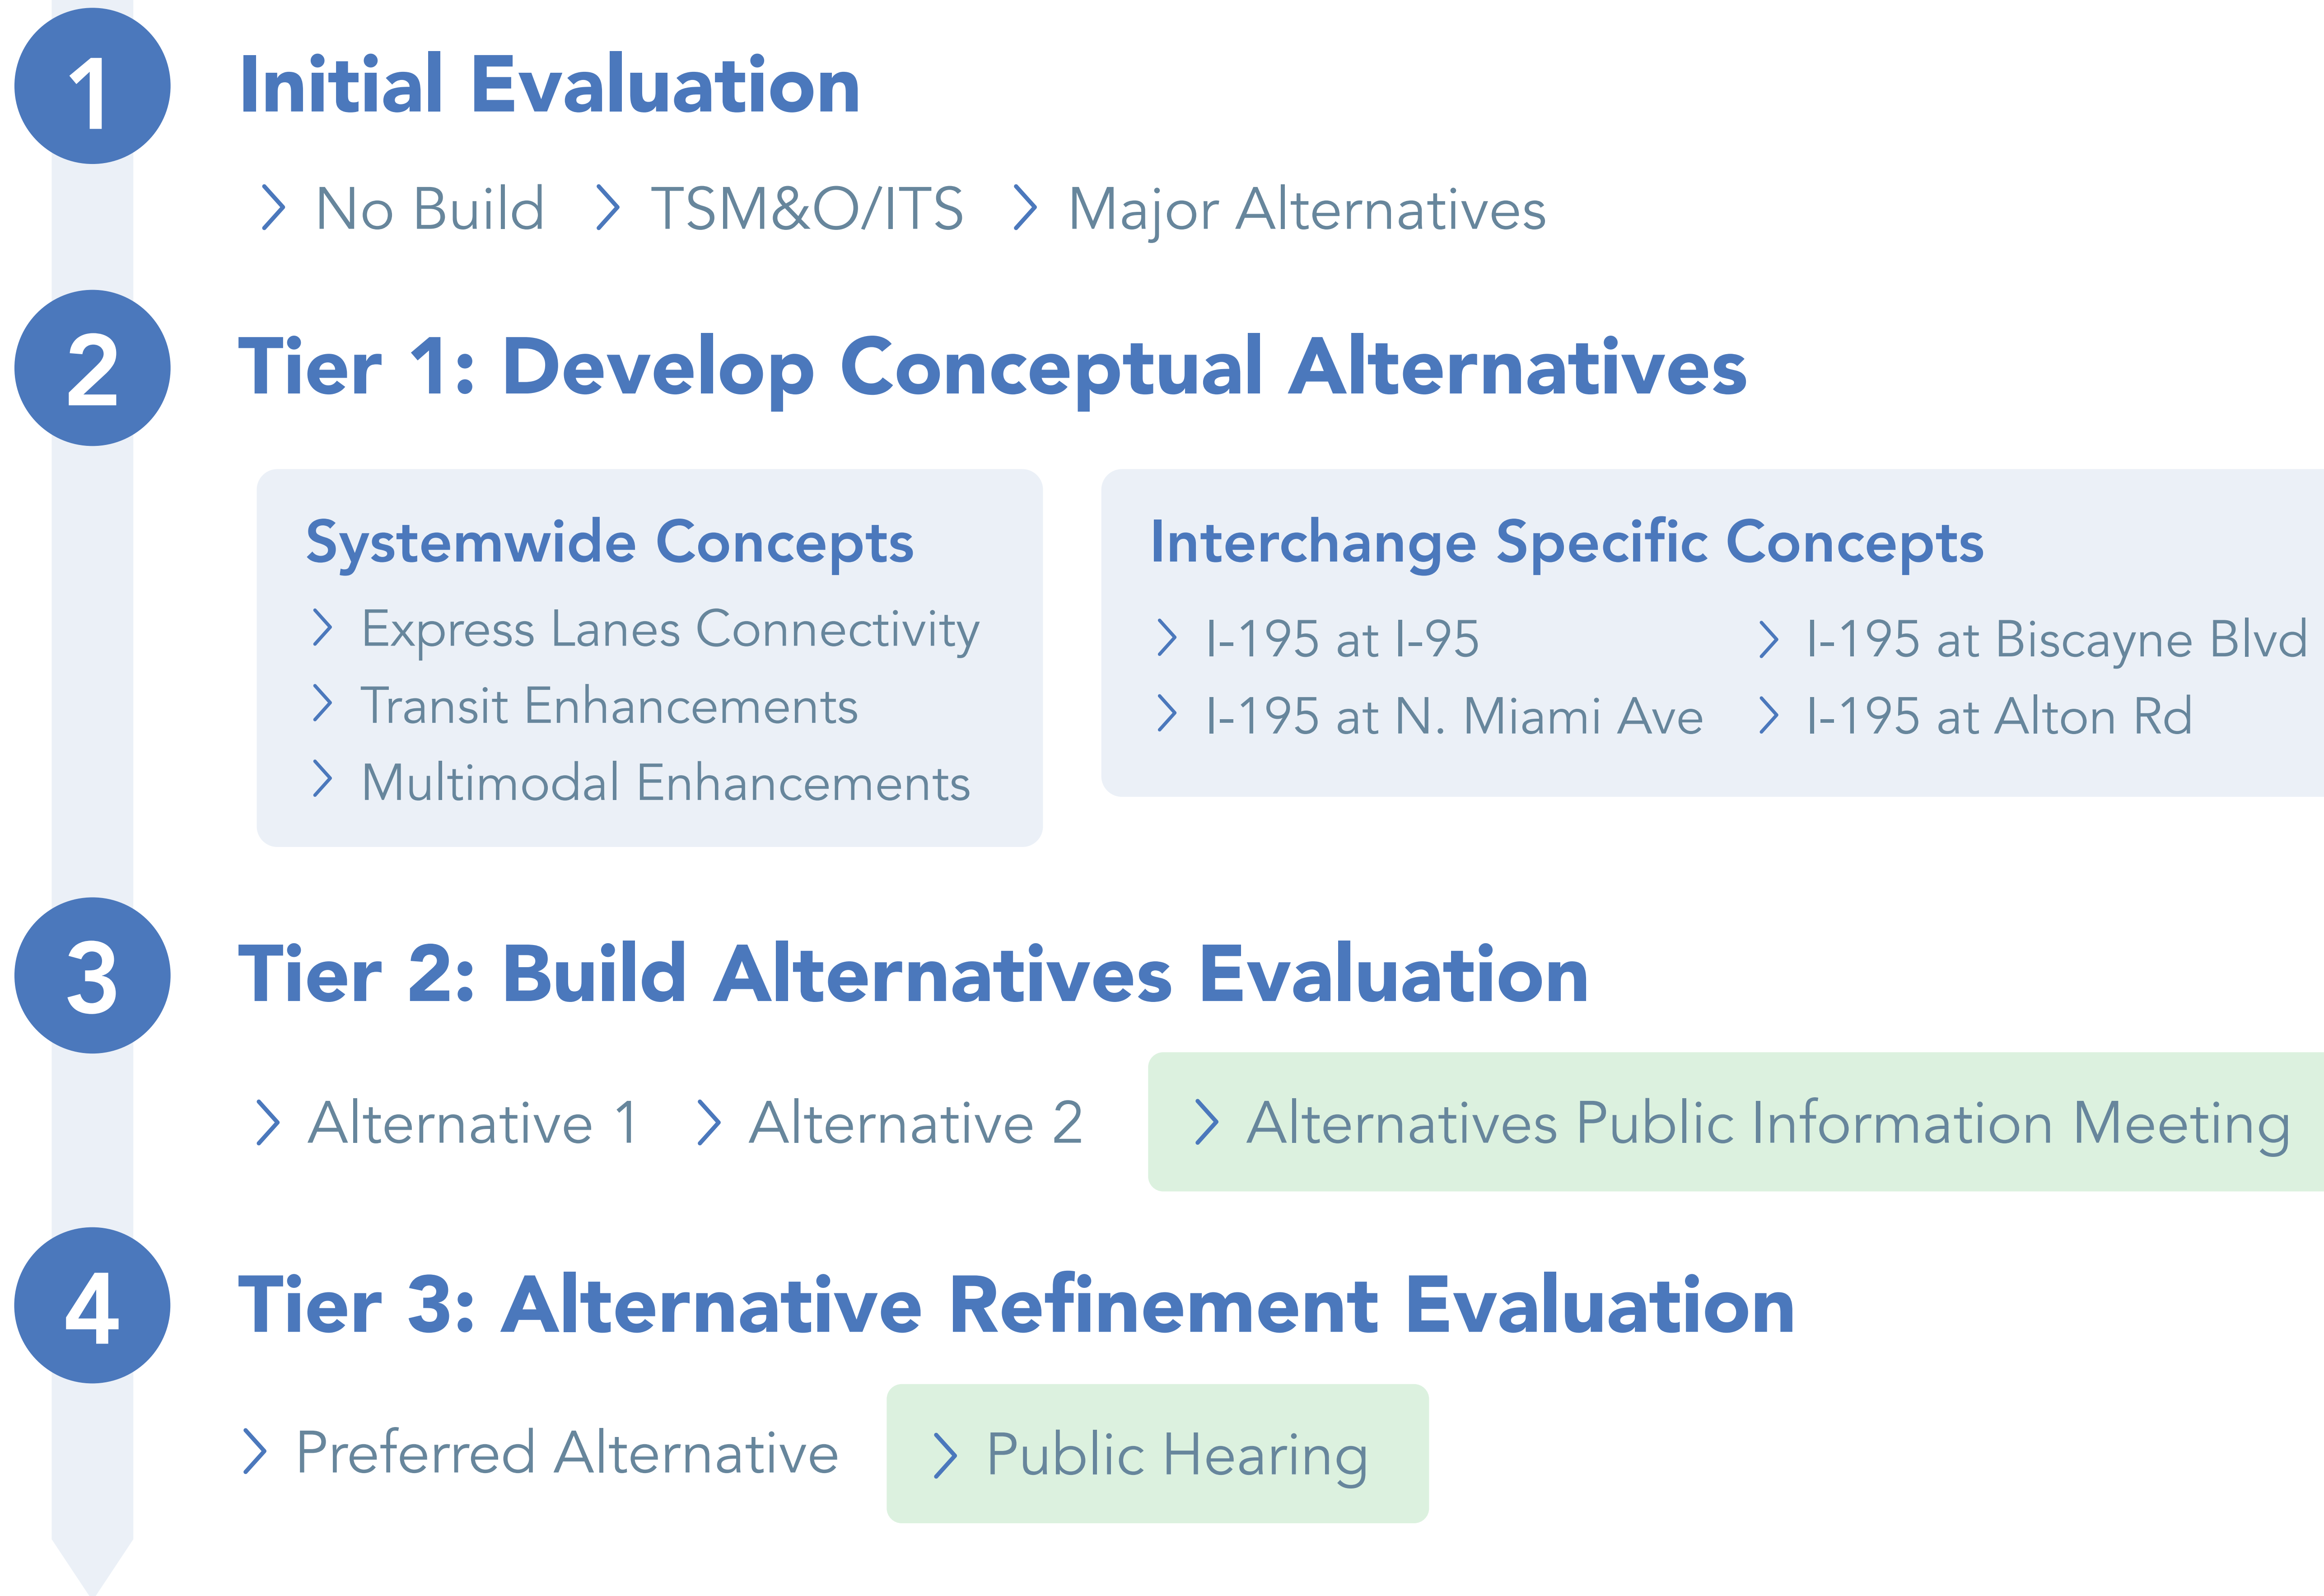 1
Initial Evaluation
No Build TSM&O/ITS Major Alternatives
2
Tier 1: Develop Conceptual Alternatives
Systemwide Concepts
Express Lanes Connectivity
Transit Enhancements
Multimodal Enhancements
Interchange Specific Concepts
I-195 at I-95 I-195 at Biscayne Blvd
I-195 at N. Miami Ave I-195 at Alton Rd
3
Tier 2: Build Alternatives Evaluation
Alternative 1 Alternative 2 Alternatives Public Information Meeting
4
Tier 3: Alternative Refinement Evaluation
Preferred Alternative Public Hearing